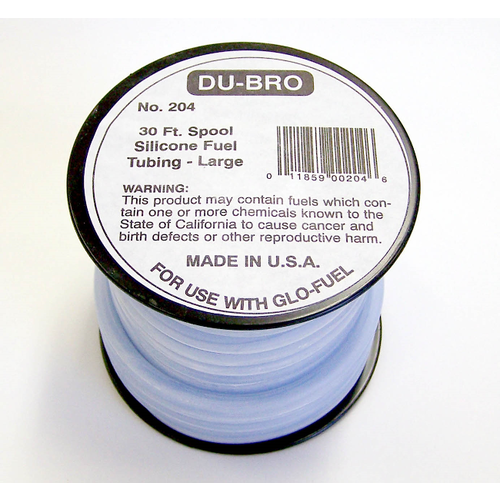 DU-BRO
No. 204
30 Ft. Spool
Silicone Fuel
Tubing - Large
0 11859 00204 6
WARNING:
This product may contain fuels which con-
tain one or more chemicals known to the
State of California to cause cancer and
birth defects or other reproductive harm.
MADE IN U.S.A.
FOR USE WITH GLO-FUEL